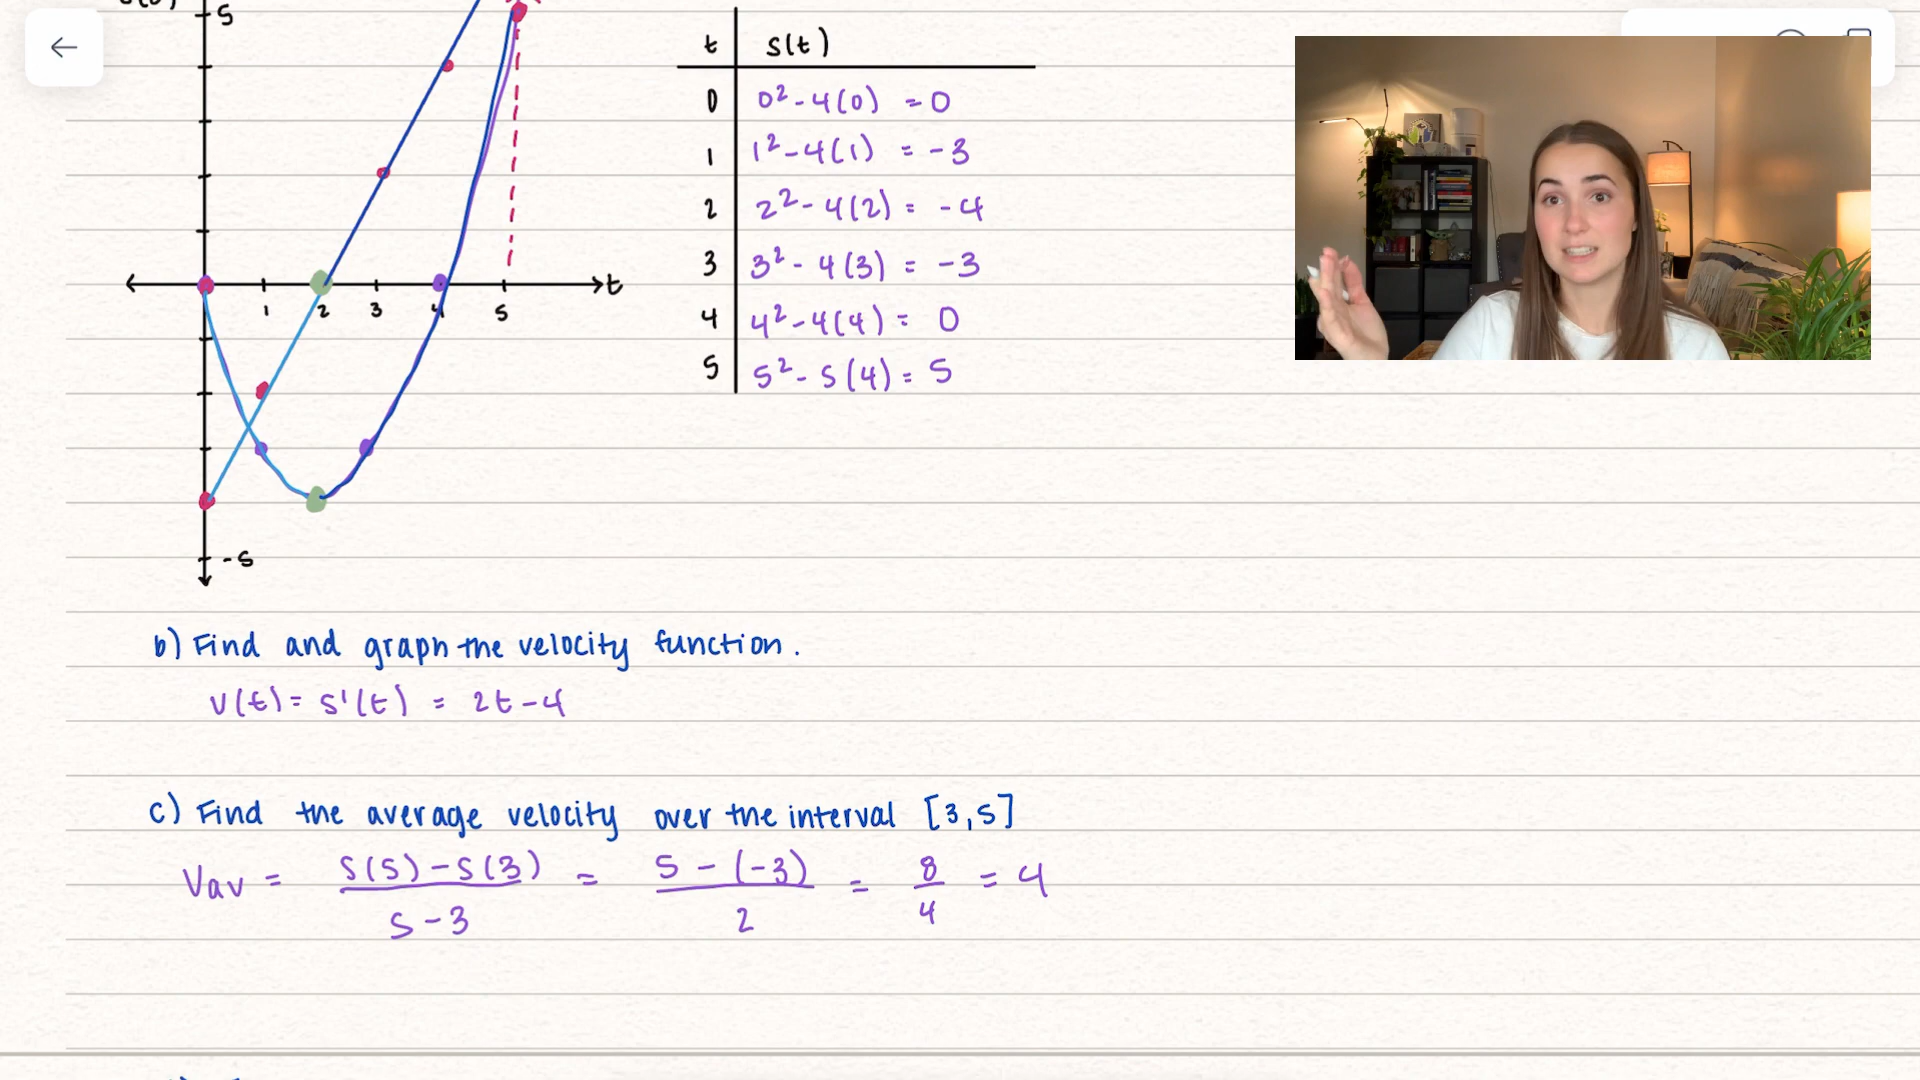 5
t s(t)
0 0² - 4(0) = 0
1 1² - 4(1) = -3
2 2² - 4(2) = -4
3 3² - 4(3) = -3
4 4² - 4(4) = 0
5 5² - 5(4) = 5
t
1 2 3 4 5
-5
b) Find and graph the velocity function.
v(t) = s'(t) = 2t - 4
c) Find the average velocity over the interval [3,5]
Vav = s(5) - s(3) / 5 - 3 = 5 - (-3) / 2 = 8/4 = 4